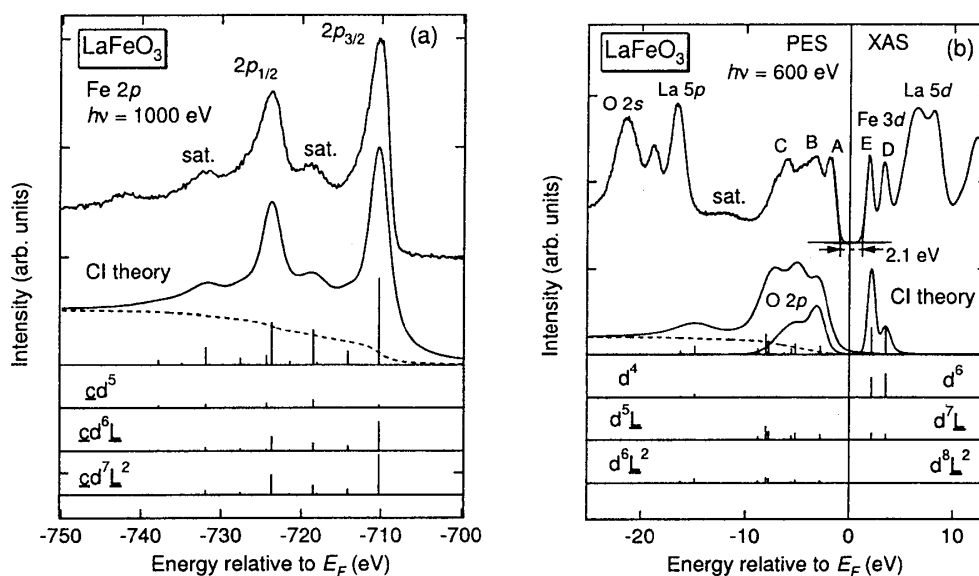 LaFeO3
(a)
2p3/2
2p1/2
Fe 2p
hν = 1000 eV
sat.
sat.
CI theory
cd5
cd6L
cd7L2
Intensity (arb. units)
-750 -740 -730 -720 -710 -700
Energy relative to EF (eV)
LaFeO3
PES XAS (b)
hν = 600 eV
La 5p
La 5d
O 2s
Fe 3d
C B A E D
sat.
2.1 eV
CI theory
O 2p
d4 d6
d5L d7L
d6L2 d8L2
Intensity (arb. units)
-20 -10 0 10
Energy relative to EF (eV)